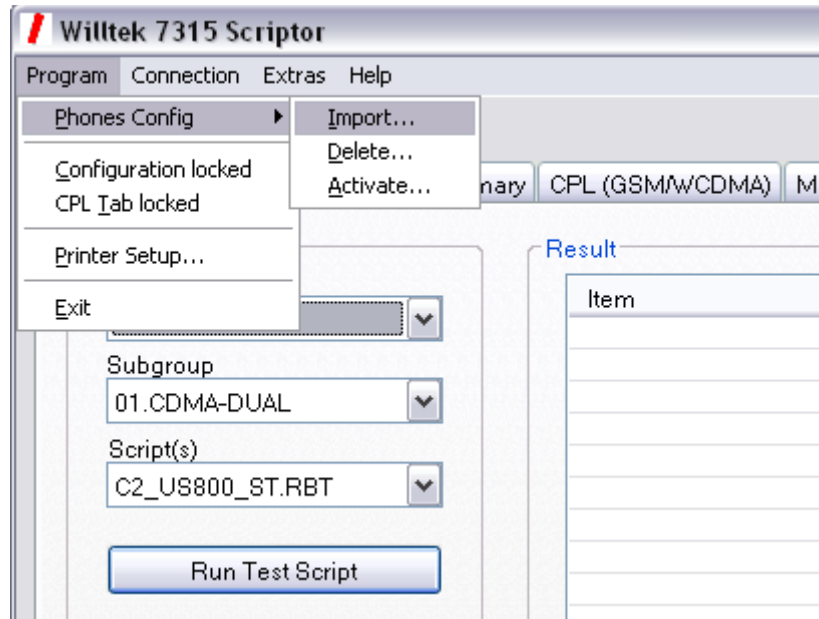 Willtek 7315 Scriptor
Program Connection Extras Help
Phones Config
Import...
Delete...
Activate...
Configuration locked
CPL Tab locked
Printer Setup...
Exit
CPL (GSM/WCDMA)
Result
Item
Subgroup
01.CDMA-DUAL
Script(s)
C2_US800_ST.RBT
Run Test Script